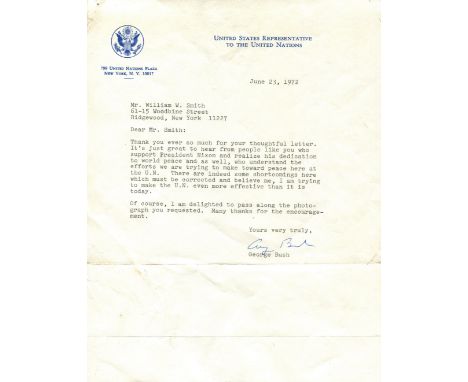 United States Representative
to the United Nations
799 United Nations Plaza
New York, N. Y. 10017
June 23, 1972
Mr. William W. Smith
61-15 Woodbine Street
Ridgewood, New York 11227
Dear Mr. Smith:
Thank you ever so much for your thoughtful letter.
It's just great to hear from people like you who
support President Nixon and realize his dedication
to world peace and as well, who understand the
efforts we are trying to make toward peace here at
the U.N. There are indeed some shortcomings here
which must be corrected and believe me, I am trying
to make the U.N. even more effective than it is
today.
Of course, I am delighted to pass along the photo-
graph you requested. Many thanks for the encourage-
ment.
Yours very truly,
George Bush